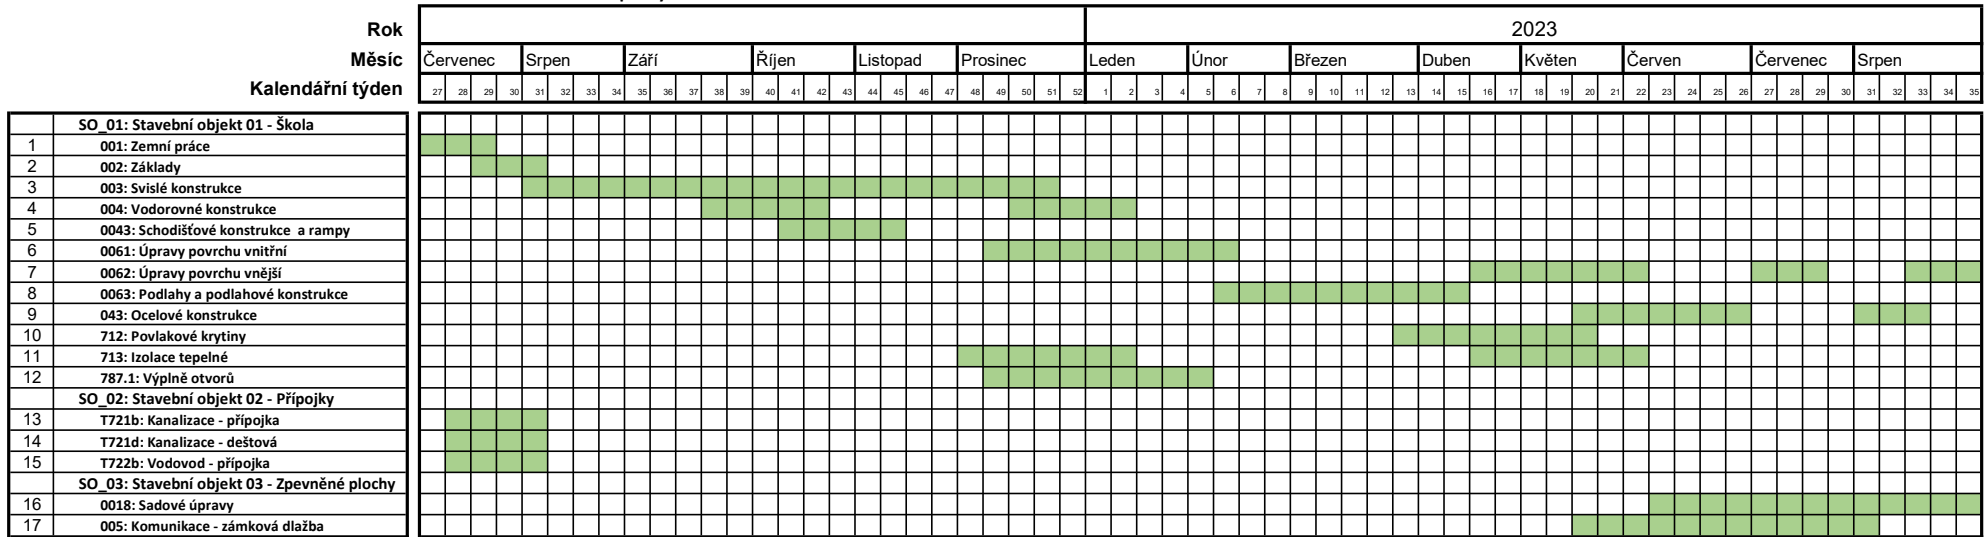 Rok 2023
Měsíc Červenec Srpen Září Říjen Listopad Prosinec Leden Únor Březen Duben Květen Červen Červenec Srpen
Kalendářní týden 27 28 29 30 31 32 33 34 35 36 37 38 39 40 41 42 43 44 45 46 47 48 49 50 51 52 1 2 3 4 5 6 7 8 9 10 11 12 13 14 15 16 17 18 19 20 21 22 23 24 25 26 27 28 29 30 31 32 33 34 35
SO_01: Stavební objekt 01 - Škola
1 001: Zemní práce
2 002: Základy
3 003: Svislé konstrukce
4 004: Vodorovné konstrukce
5 0043: Schodišťové konstrukce a rampy
6 0061: Úpravy povrchu vnitřní
7 0062: Úpravy povrchu vnější
8 0063: Podlahy a podlahové konstrukce
9 043: Ocelové konstrukce
10 712: Povlakové krytiny
11 713: Izolace tepelné
12 787.1: Výplně otvorů
SO_02: Stavební objekt 02 - Přípojky
13 T721b: Kanalizace - přípojka
14 T721d: Kanalizace - deštová
15 T722b: Vodovod - přípojka
SO_03: Stavební objekt 03 - Zpevněné plochy
16 0018: Sadové úpravy
17 005: Komunikace - zámková dlažba